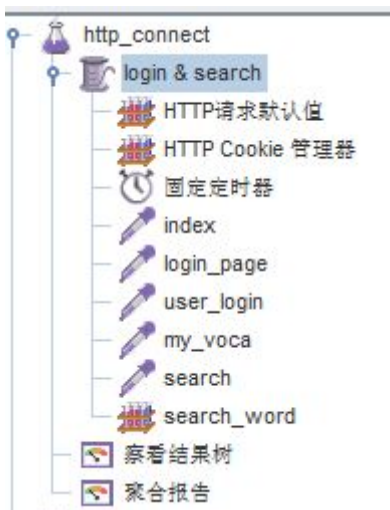 http_connect
login & search
HTTP请求默认值
HTTP Cookie 管理器
固定定时器
index
login_page
user_login
my_voca
search
search_word
察看结果树
聚合报告